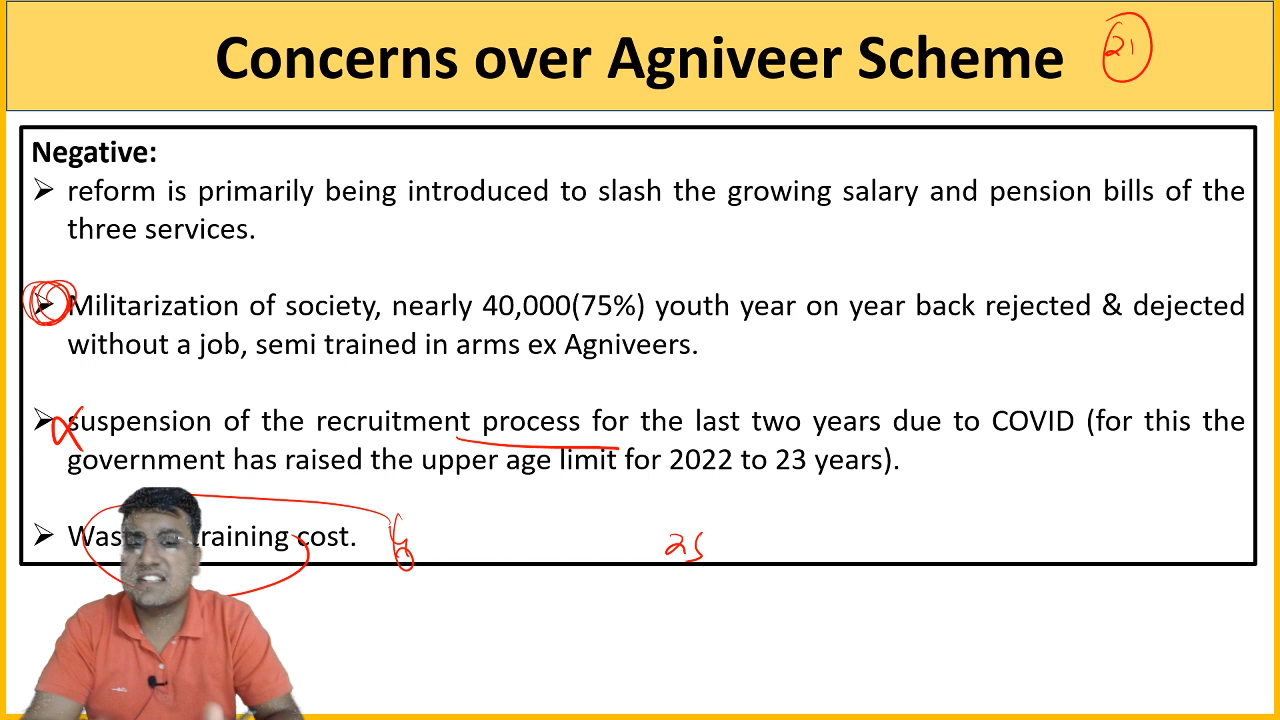 Concerns over Agniveer Scheme
21
Negative:
➢ reform is primarily being introduced to slash the growing salary and pension bills of the
three services.
➢ Militarization of society, nearly 40,000(75%) youth year on year back rejected & dejected
without a job, semi trained in arms ex Agniveers.
➢ suspension of the recruitment process for the last two years due to COVID (for this the
government has raised the upper age limit for 2022 to 23 years).
➢ training cost.
25